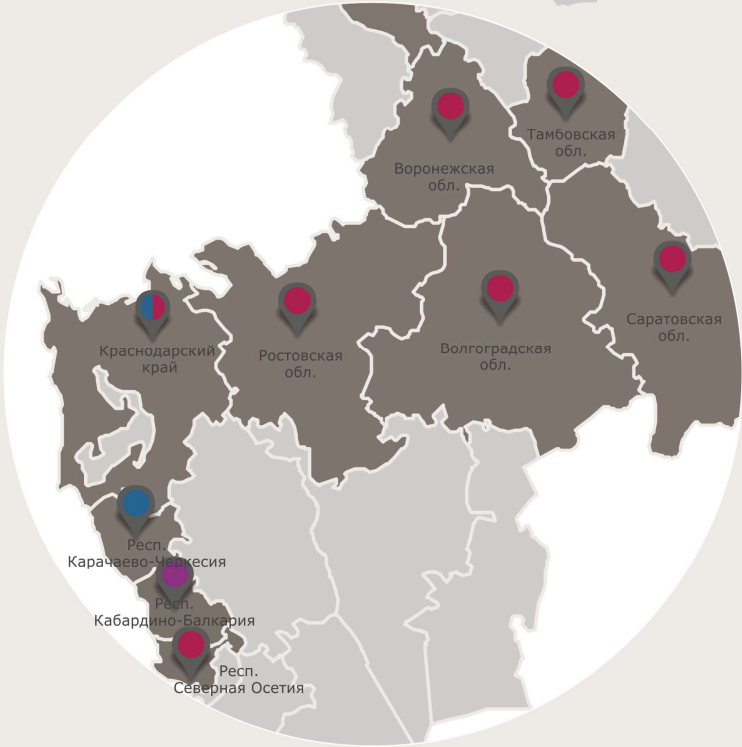 Тамбовская
обл.
Воронежская
обл.
Саратовская
обл.
Краснодарский
край
Ростовская
обл.
Волгоградская
обл.
Респ.
Карачаево-Черкесия
Респ.
Кабардино-Балкария
Респ.
Северная Осетия